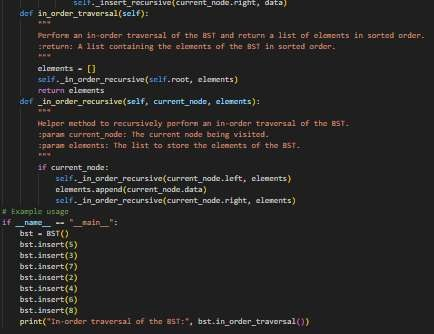 self._insert_recursive(current_node.right, data)
def in_order_traversal(self):
"""
Perform an in-order traversal of the BST and return a list of elements in sorted order.
:return: A list containing the elements of the BST in sorted order.
"""
elements = []
self._in_order_recursive(self.root, elements)
return elements
def _in_order_recursive(self, current_node, elements):
"""
Helper method to recursively perform an in-order traversal of the BST.
:param current_node: The current node being visited.
:param elements: The list to store the elements of the BST.
"""
if current_node:
self._in_order_recursive(current_node.left, elements)
elements.append(current_node.data)
self._in_order_recursive(current_node.right, elements)
# Example usage
if __name__ == "__main__":
bst = BST()
bst.insert(5)
bst.insert(3)
bst.insert(7)
bst.insert(2)
bst.insert(4)
bst.insert(6)
bst.insert(8)
print("In-order traversal of the BST:", bst.in_order_traversal())